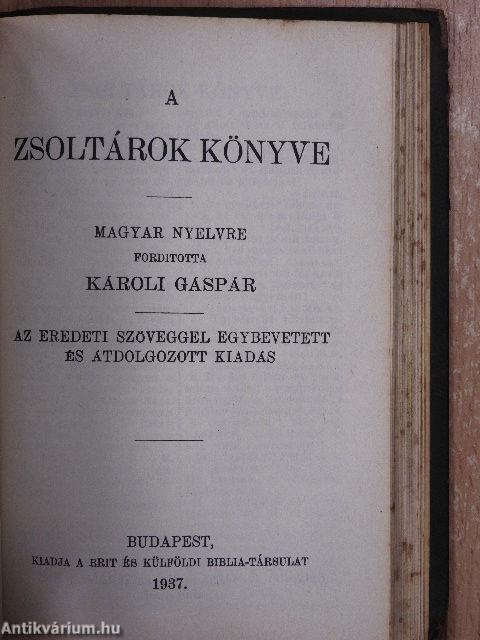 A
ZSOLTÁROK KÖNYVE
MAGYAR NYELVRE
FORDITOTTA
KÁROLI GÁSPÁR
AZ EREDETI SZÖVEGGEL EGYBEVETETT
ÉS ÁTDOLGOZOTT KIADÁS
BUDAPEST,
KIADJA A BRIT ÉS KÜLFÖLDI BIBLIA-TÁRSULAT
1937.
Antikvárium.hu